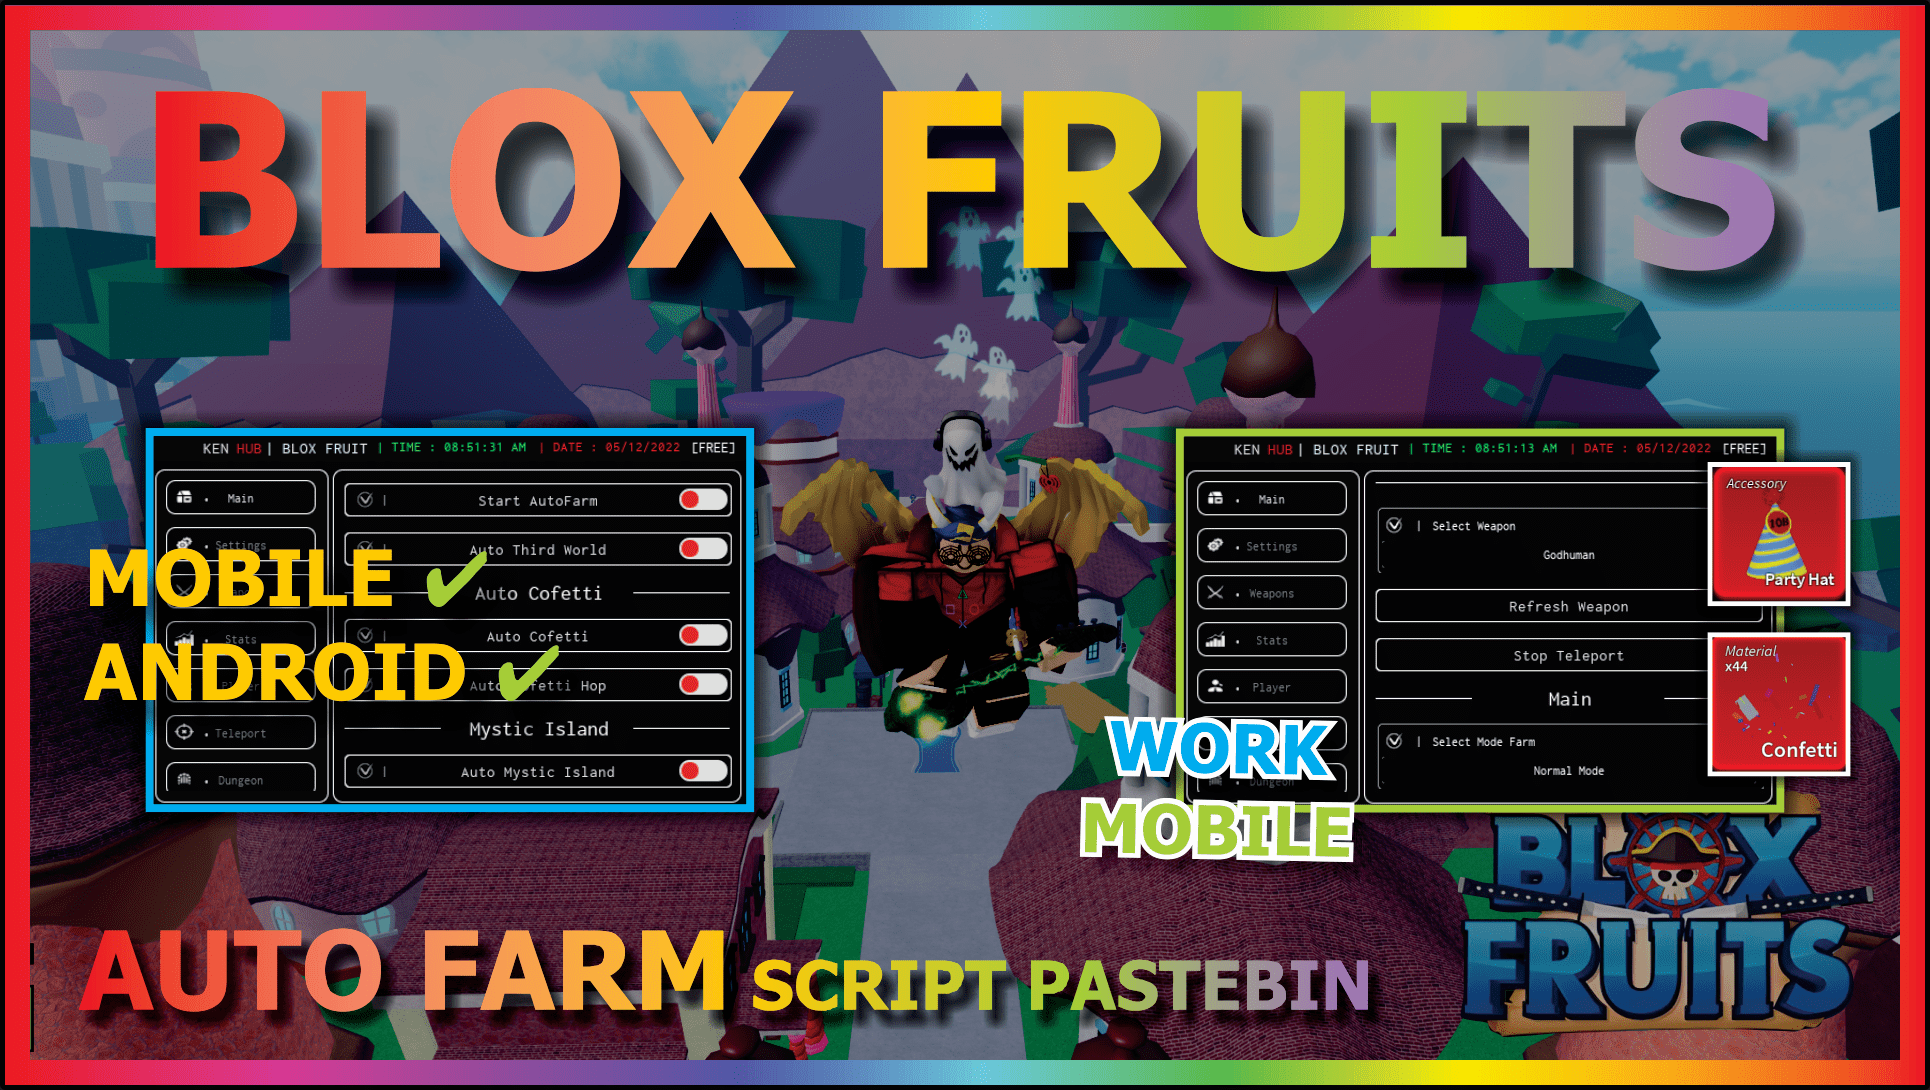 BLOX FRUITS
KEN HUB | BLOX FRUIT | TIME : 08:51:31 AM | DATE : 05/12/2022 [FREE]
Main
Settings
Stats
Teleport
Dungeon
Start AutoFarm
Auto Third World
Auto Cofetti
Auto Cofetti
Auto Cofetti Hop
Mystic Island
Auto Mystic Island
MOBILE ✓
ANDROID ✓
KEN HUB | BLOX FRUIT | TIME : 08:51:13 AM | DATE : 05/12/2022 [FREE]
Main
Settings
Weapons
Stats
Player
Dungeon
Select Weapon
Godhuman
Refresh Weapon
Stop Teleport
Main
Select Mode Farm
Normal Mode
Accessory
Party Hat
Material
x44
Confetti
WORK
MOBILE
BLOX
FRUITS
AUTO FARM SCRIPT PASTEBIN